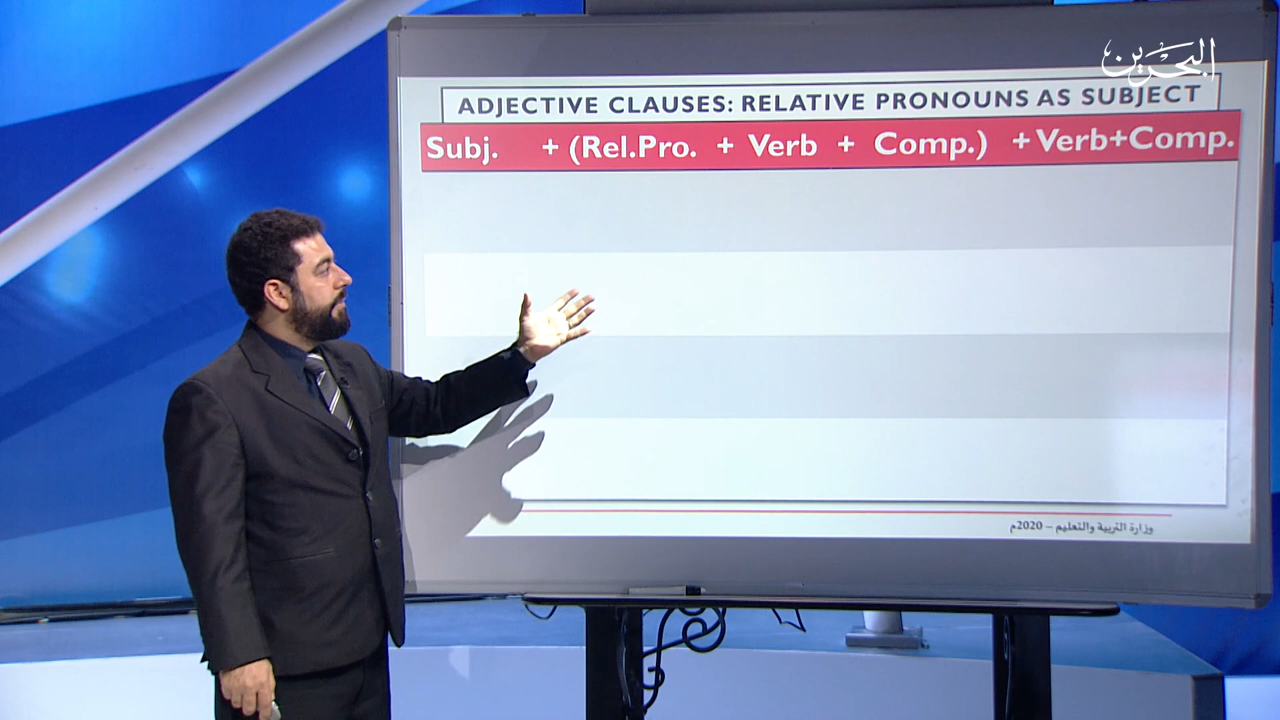 البحرين
ADJECTIVE CLAUSES: RELATIVE PRONOUNS AS SUBJECT
Subj. + (Rel.Pro. + Verb + Comp.) + Verb+Comp.
وزارة التربية والتعليم – 2020م